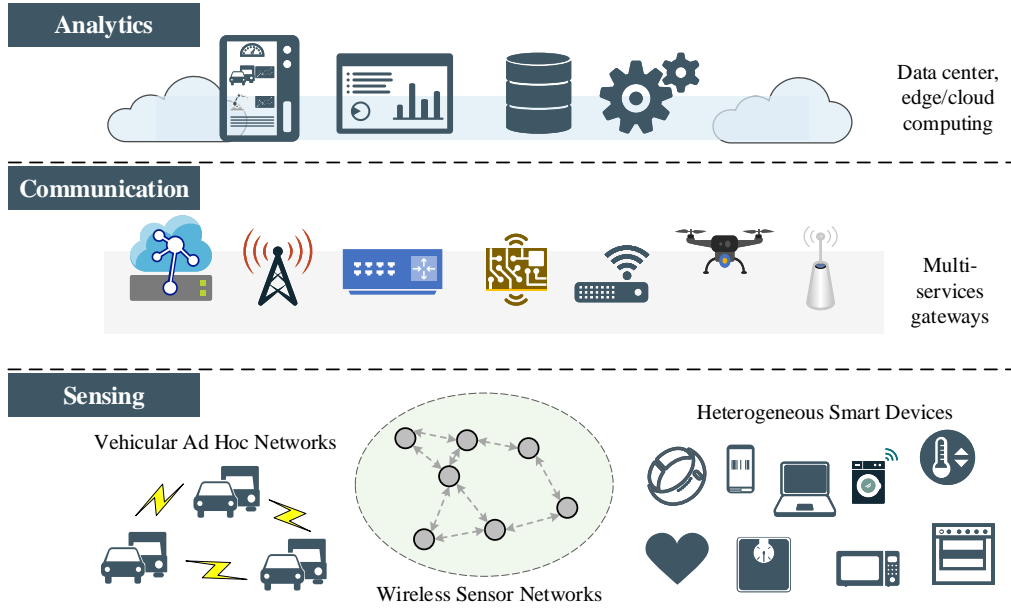 Analytics
Data center,
edge/cloud
computing
Communication
Multi-
services
gateways
Sensing
Vehicular Ad Hoc Networks
Heterogeneous Smart Devices
Wireless Sensor Networks